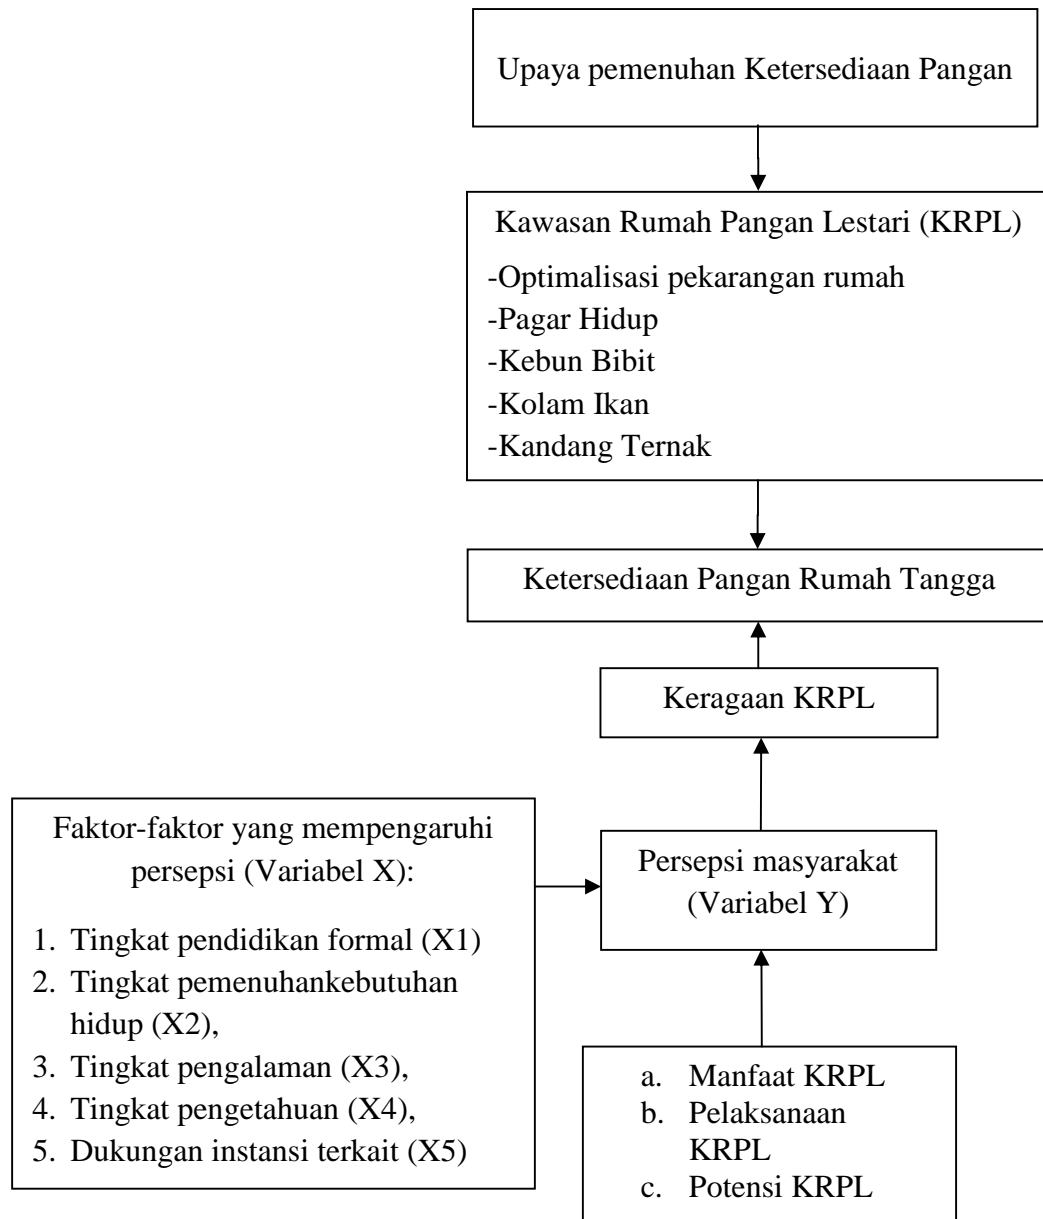 Upaya pemenuhan Ketersediaan Pangan
Kawasan Rumah Pangan Lestari (KRPL)
-Optimalisasi pekarangan rumah
-Pagar Hidup
-Kebun Bibit
-Kolam Ikan
-Kandang Ternak
Ketersediaan Pangan Rumah Tangga
Keragaan KRPL
Faktor-faktor yang mempengaruhi
persepsi (Variabel X):
1. Tingkat pendidikan formal (X1)
2. Tingkat pemenuhankebutuhan
hidup (X2),
3. Tingkat pengalaman (X3),
4. Tingkat pengetahuan (X4),
5. Dukungan instansi terkait (X5)
Persepsi masyarakat
(Variabel Y)
a. Manfaat KRPL
b. Pelaksanaan
KRPL
c. Potensi KRPL